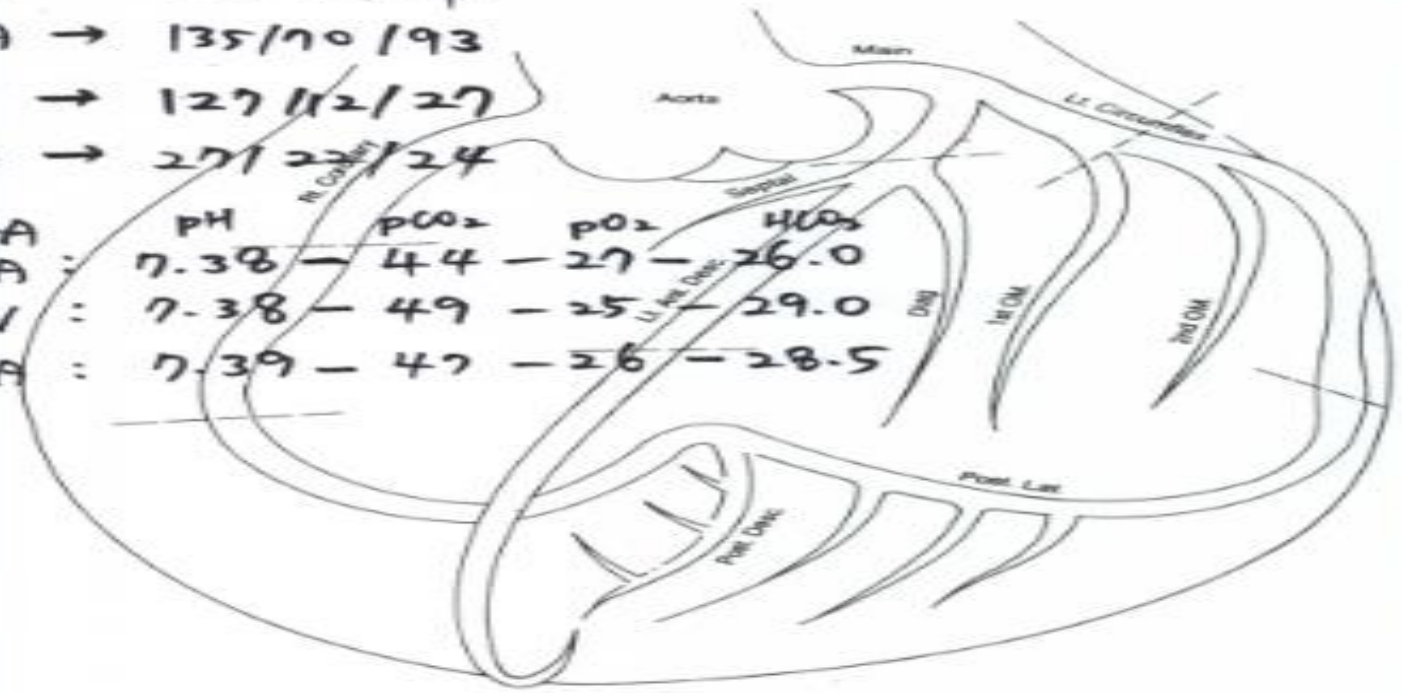 A → 135/70/93
→ 127/12/27
→ 27/22/24
A pH pCO₂ pO₂ HCO₃
A : 7.38 – 44 – 27 – 26.0
V : 7.38 – 49 – 25 – 29.0
A : 7.39 – 47 – 26 – 28.5
Main
Aorta
Lt. Circumflex
Septal
Lt. Ant. Desc.
Diag
1st OM.
2nd OM.
Post. Lat.
Post. Desc.